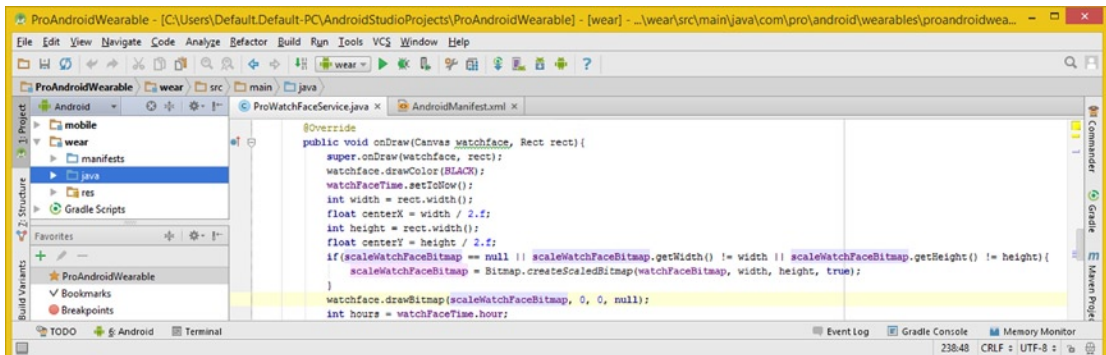 ProAndroidWearable - [C:\Users\Default.Default-PC\AndroidStudioProjects\ProAndroidWearable] - [wear] - ...\wear\src\main\java\com\pro\android\wearables\proandroidwea...
File Edit View Navigate Code Analyze Refactor Build Run Tools VCS Window Help
wear
ProAndroidWearable wear src main java
1: Project
Z: Structure
Build Variants
Android
mobile
wear
manifests
java
res
Gradle Scripts
Favorites
ProAndroidWearable
Bookmarks
Breakpoints
ProWatchFaceService.java × AndroidManifest.xml ×
@Override
public void onDraw(Canvas watchface, Rect rect){
super.onDraw(watchface, rect);
watchface.drawColor(BLACK);
watchFaceTime.setToNow();
int width = rect.width();
float centerX = width / 2.f;
int height = rect.width();
float centerY = height / 2.f;
if(scaleWatchFaceBitmap == null || scaleWatchFaceBitmap.getWidth() != width || scaleWatchFaceBitmap.getHeight() != height){
scaleWatchFaceBitmap = Bitmap.createScaledBitmap(watchFaceBitmap, width, height, true);
}
watchface.drawBitmap(scaleWatchFaceBitmap, 0, 0, null);
int hours = watchFaceTime.hour;
Commander
Gradle
Maven Projec
TODO 6: Android Terminal Event Log Gradle Console Memory Monitor
238:48 CRLF UTF-8